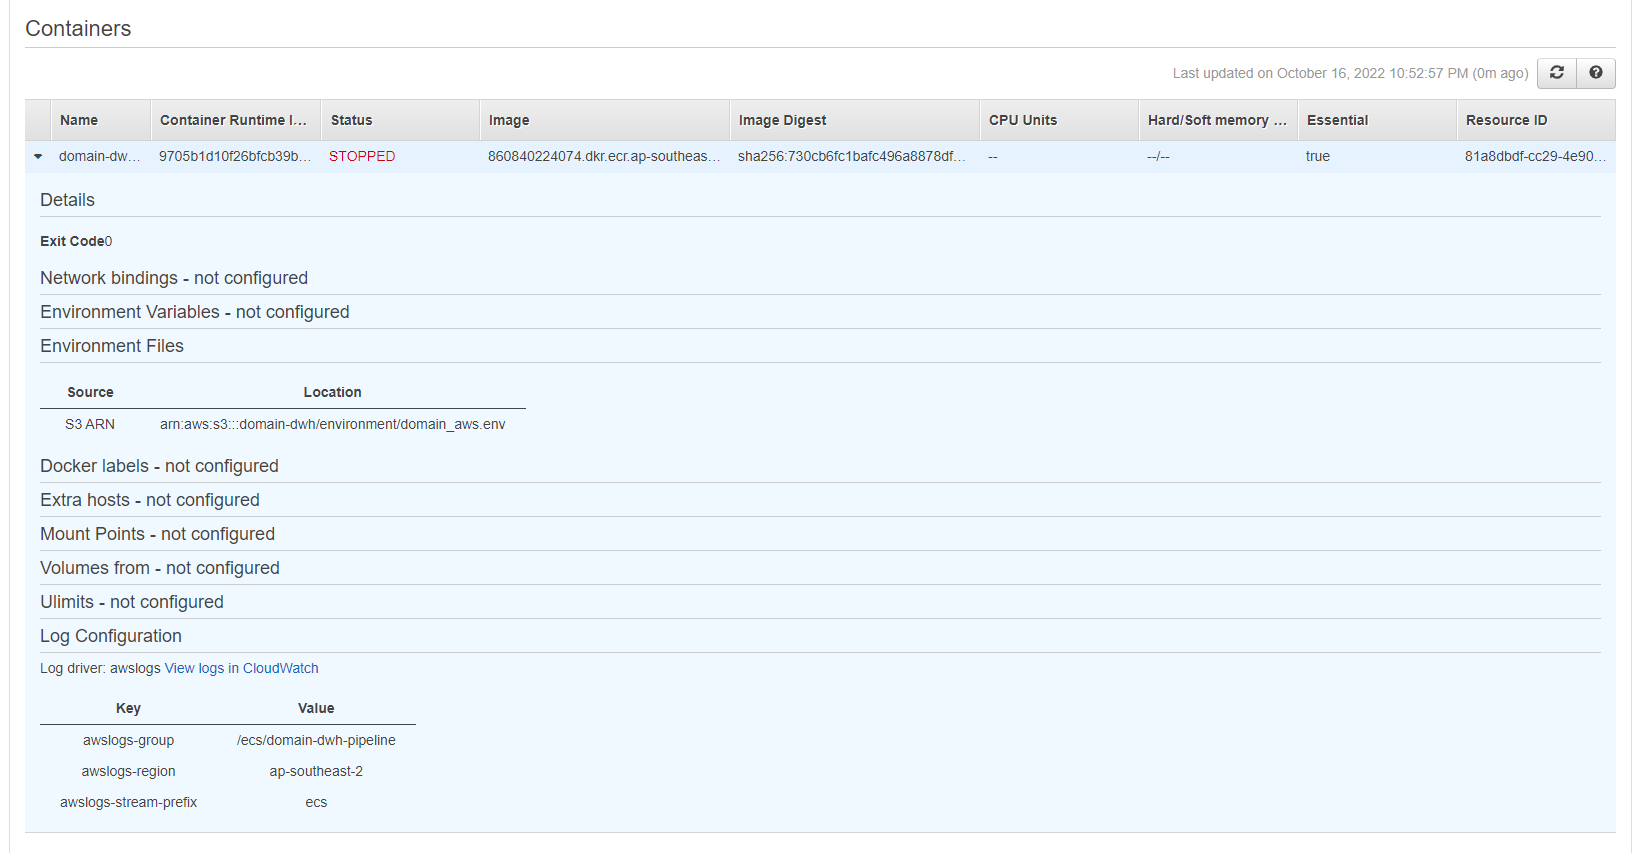 Containers
Last updated on October 16, 2022 10:52:57 PM (0m ago)
Name Container Runtime I... Status Image Image Digest CPU Units Hard/Soft memory ... Essential Resource ID
domain-dw... 9705b1d10f26bfcb39b... STOPPED 860840224074.dkr.ecr.ap-southeas... sha256:730cb6fc1bafc496a8878df... -- --/-- true 81a8dbdf-cc29-4e90...
Details
Exit Code0
Network bindings - not configured
Environment Variables - not configured
Environment Files
Source Location
S3 ARN arn:aws:s3:::domain-dwh/environment/domain_aws.env
Docker labels - not configured
Extra hosts - not configured
Mount Points - not configured
Volumes from - not configured
Ulimits - not configured
Log Configuration
Log driver: awslogs View logs in CloudWatch
Key Value
awslogs-group /ecs/domain-dwh-pipeline
awslogs-region ap-southeast-2
awslogs-stream-prefix ecs